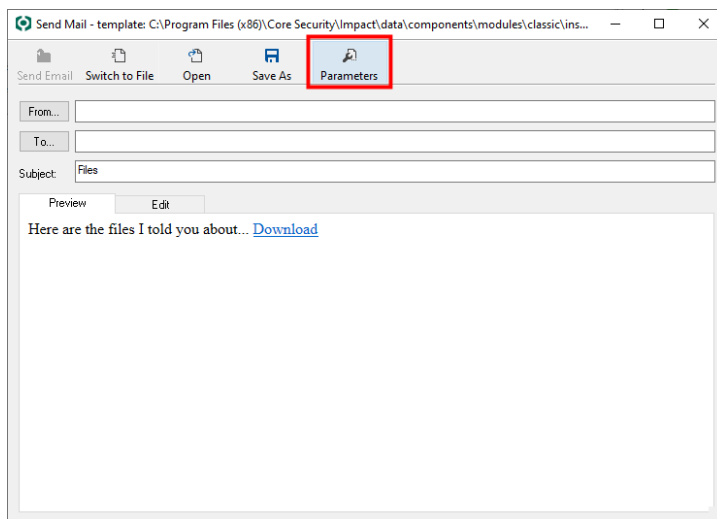 Send Mail - template: C:\Program Files (x86)\Core Security\Impact\data\components\modules\classic\ins...
Send Email Switch to File Open Save As Parameters
From...
To...
Subject: Files
Preview Edit
Here are the files I told you about... Download